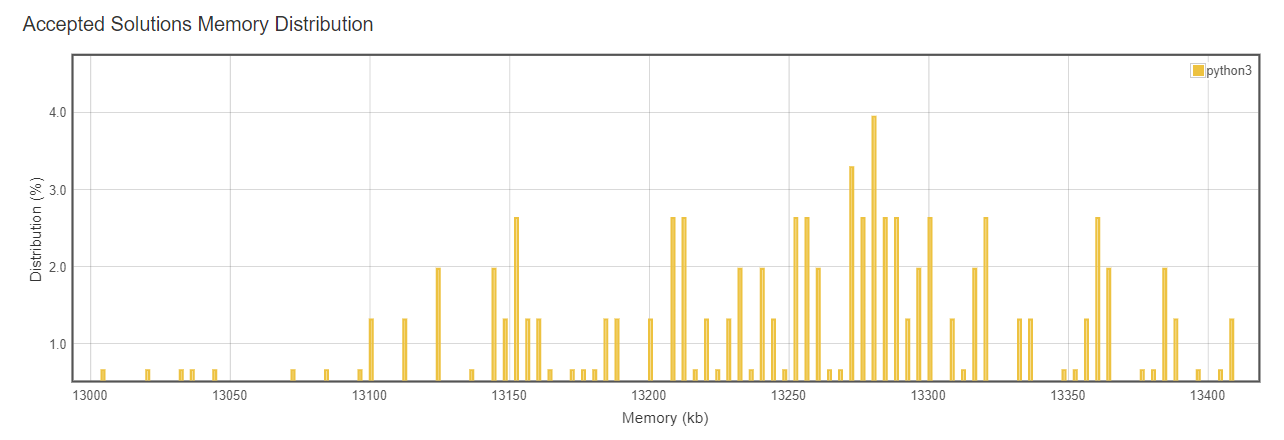 Accepted Solutions Memory Distribution
python3
4.0
3.0
2.0
1.0
Distribution (%)
13000 13050 13100 13150 13200 13250 13300 13350 13400
Memory (kb)